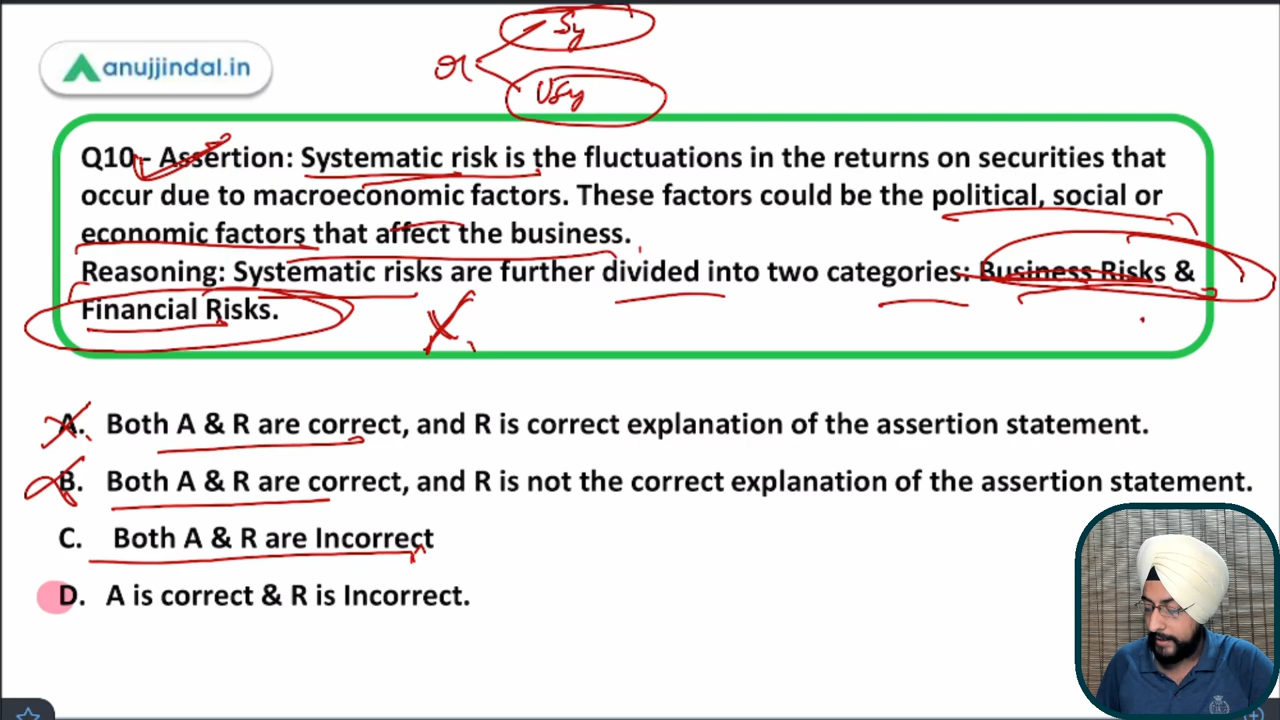 Sy
anujjindal.in
USy
Q10 - Assertion: Systematic risk is the fluctuations in the returns on securities that
occur due to macroeconomic factors. These factors could be the political, social or
economic factors that affect the business.
Reasoning: Systematic risks are further divided into two categories: Business Risks &
Financial Risks.
A. Both A & R are correct, and R is correct explanation of the assertion statement.
B. Both A & R are correct, and R is not the correct explanation of the assertion statement.
C. Both A & R are Incorrect
D. A is correct & R is Incorrect.